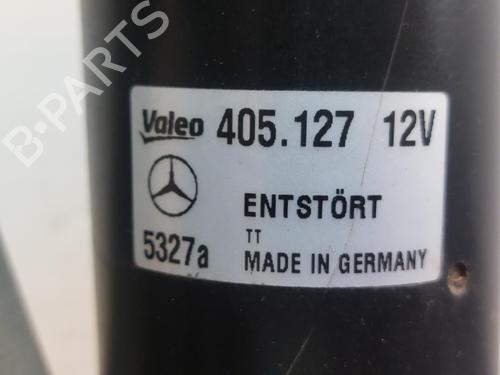 B-PARTS
Valeo 405.127 12V
ENTSTÖRT
TT
5327a MADE IN GERMANY